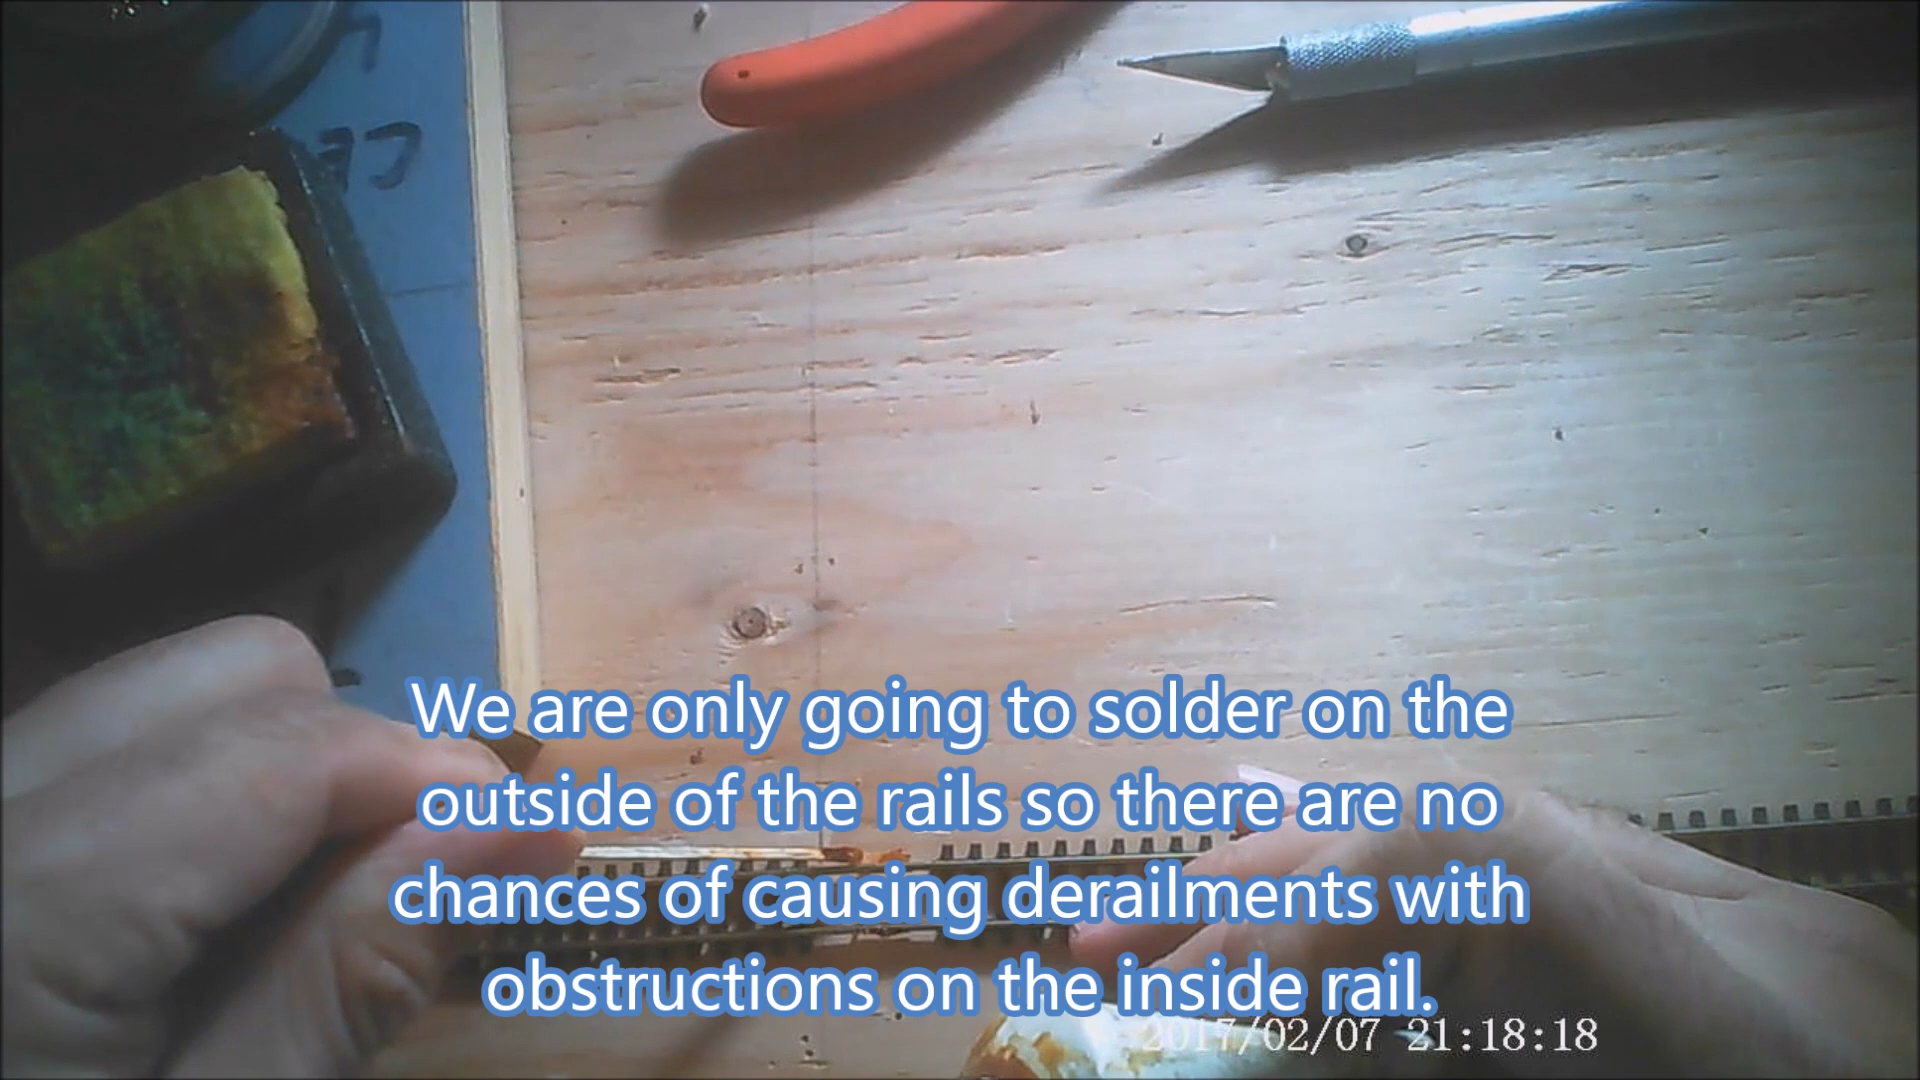 We are only going to solder on the
outside of the rails so there are no
chances of causing derailments with
obstructions on the inside rail.
2017/02/07 21:18:18